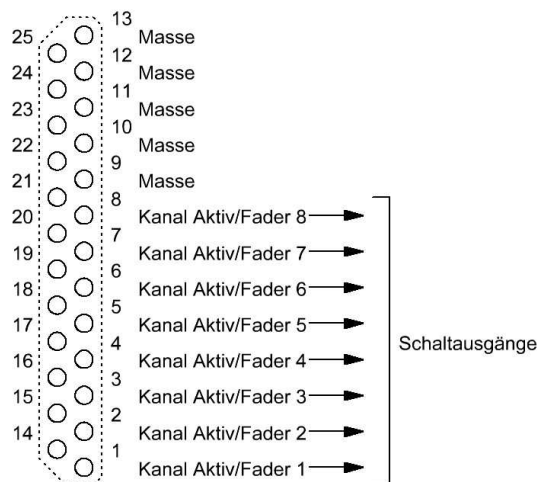 13
25 Masse
12
24 Masse
11
23 Masse
10
22 Masse
9
21 Masse
8
20 Kanal Aktiv/Fader 8
7
19 Kanal Aktiv/Fader 7
6
18 Kanal Aktiv/Fader 6
5
17 Kanal Aktiv/Fader 5
Schaltausgänge
4
16 Kanal Aktiv/Fader 4
3
15 Kanal Aktiv/Fader 3
2
14 Kanal Aktiv/Fader 2
1
Kanal Aktiv/Fader 1